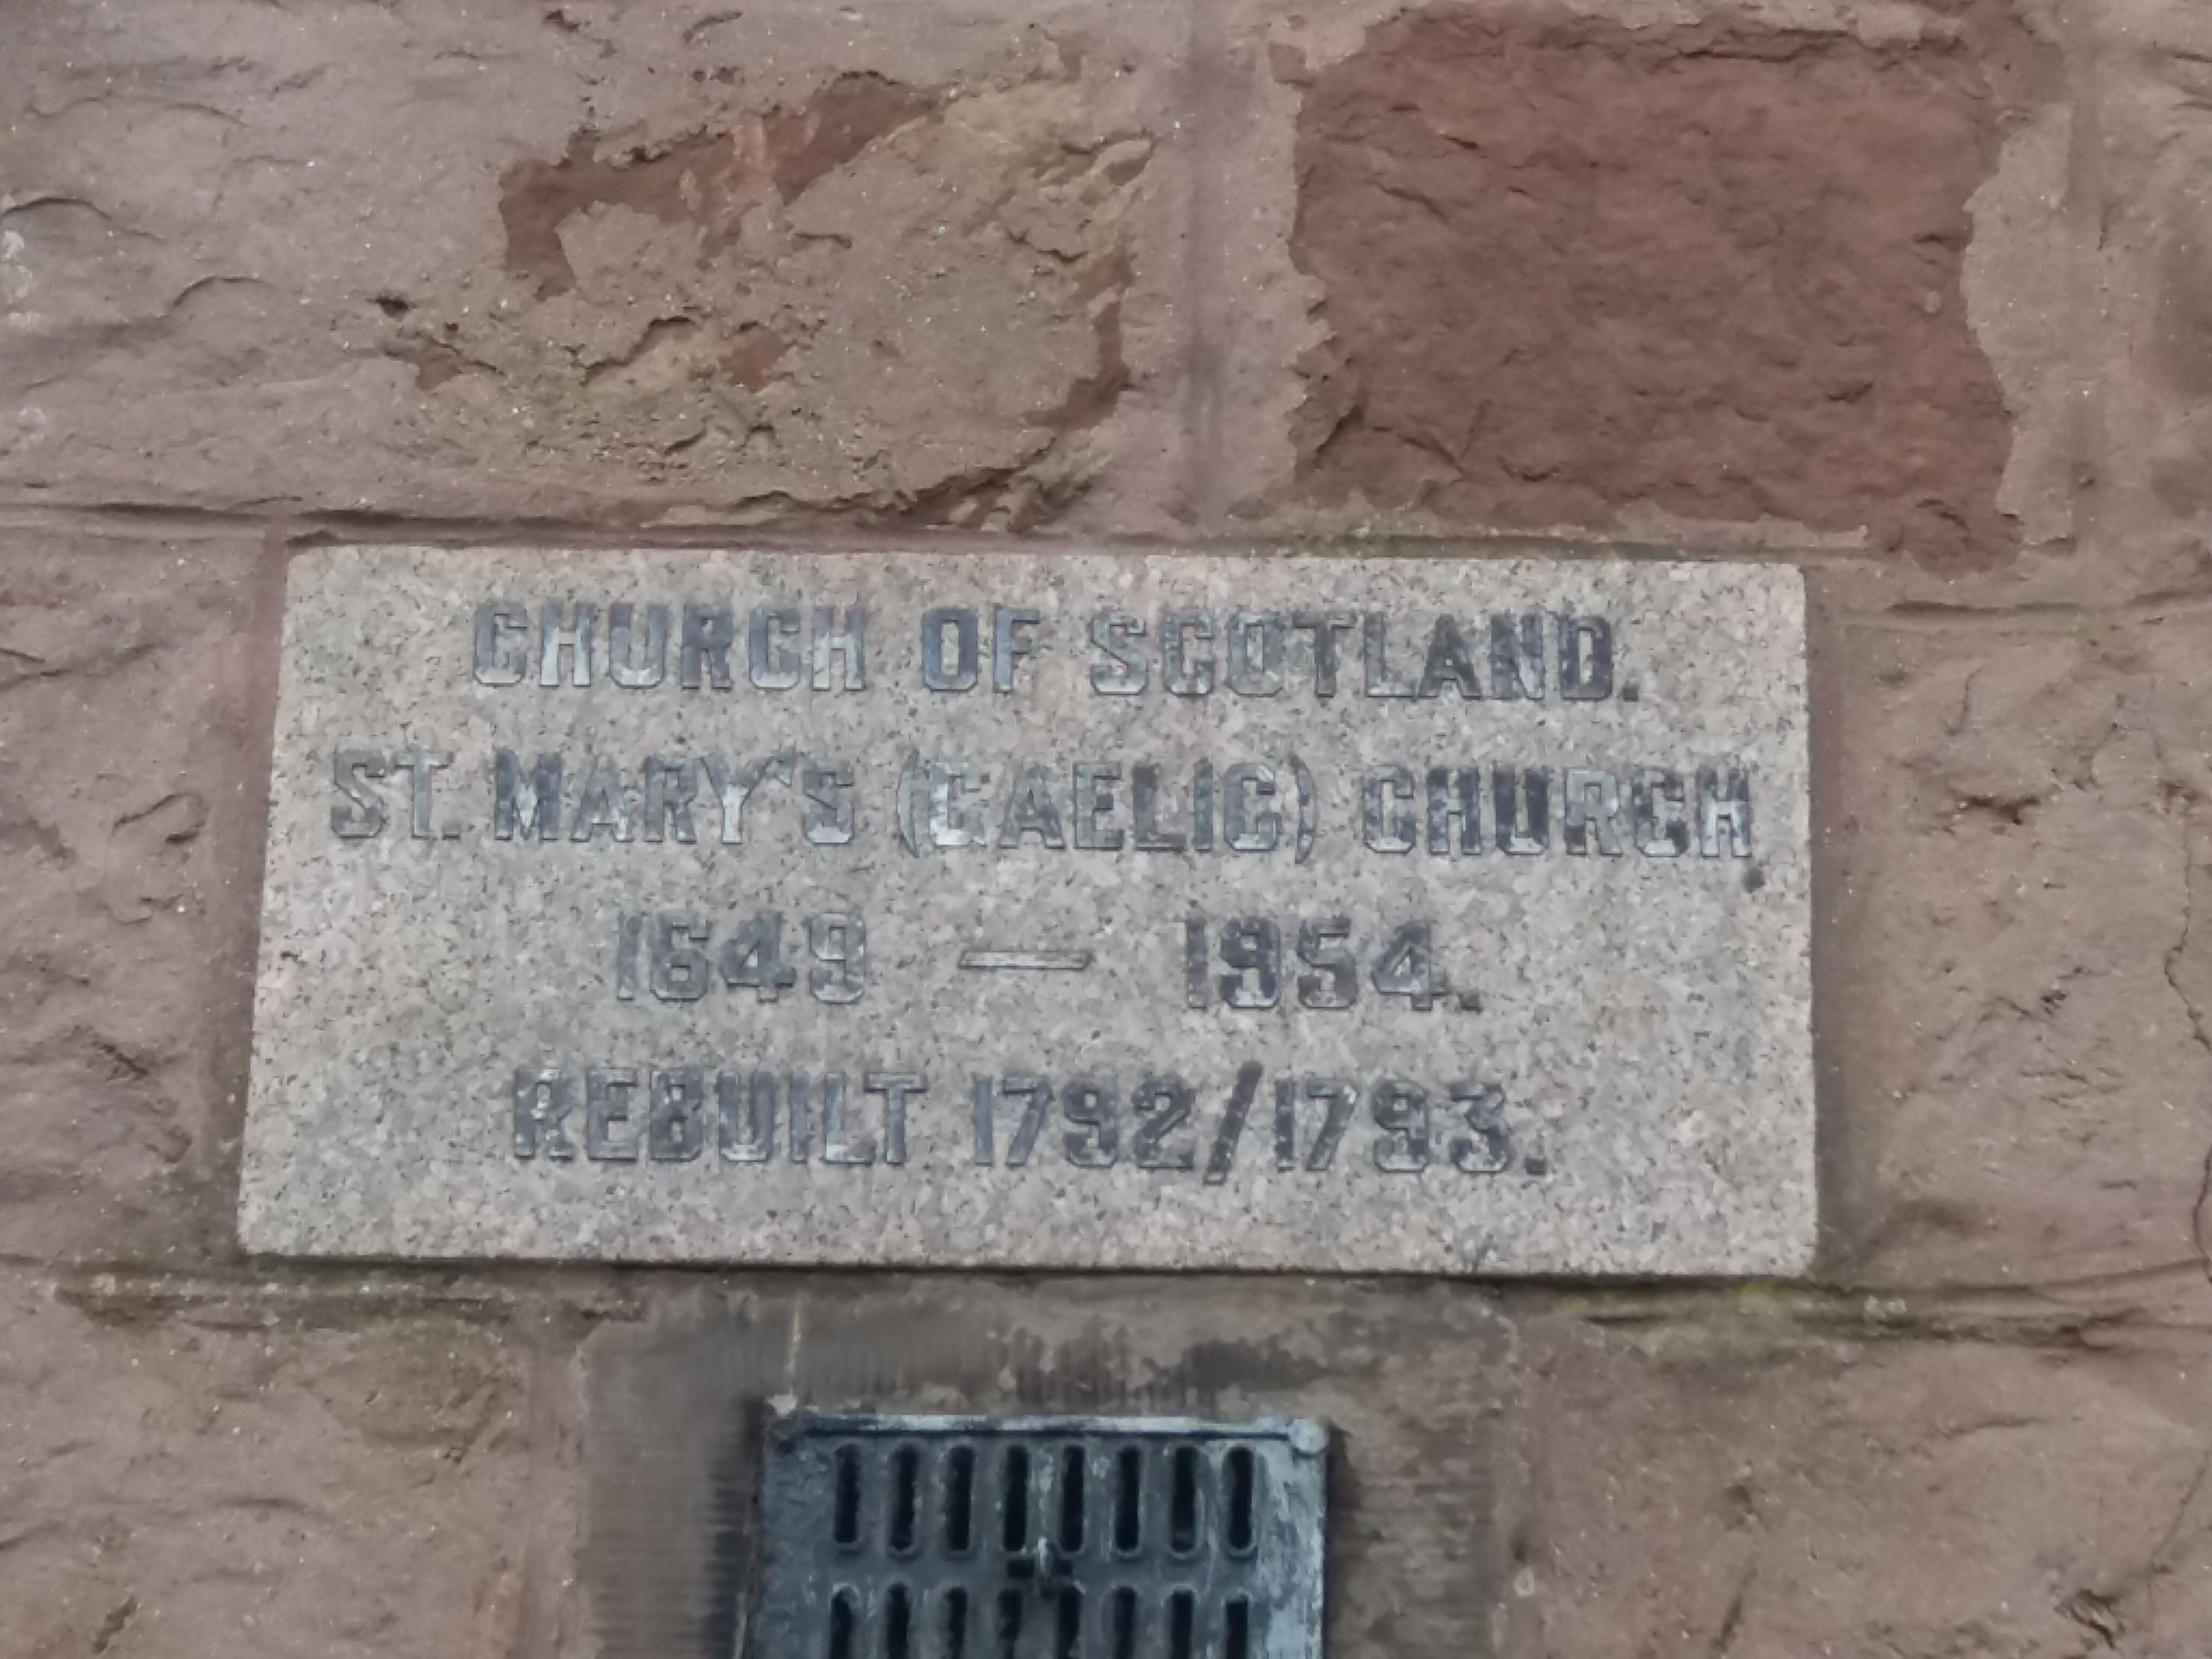 CHURCH OF SCOTLAND.
ST. MARY'S (GAELIC) CHURCH
1649 — 1954.
REBUILT 1792/1793.